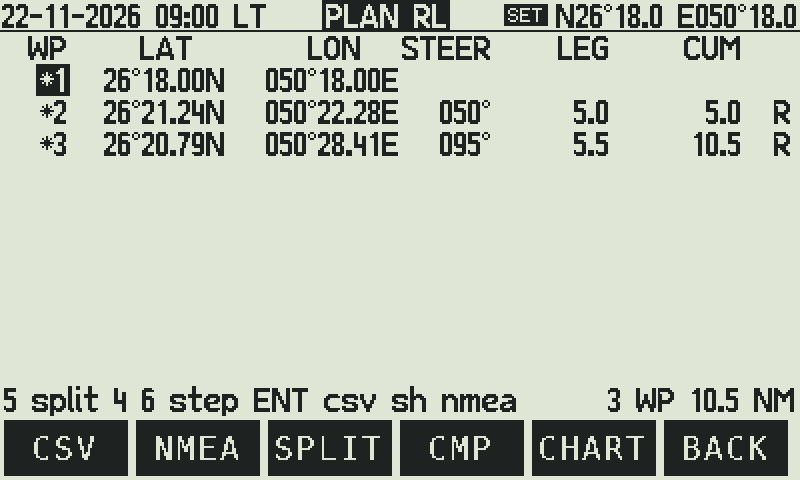 22-11-2026 09:00 LT PLAN RL SET N26°18.0 E050°18.0
WP LAT LON STEER LEG CUM
*1 26°18.00N 050°18.00E
*2 26°21.24N 050°22.28E 050° 5.0 5.0 R
*3 26°20.79N 050°28.41E 095° 5.5 10.5 R
5 split 4 6 step ENT csv sh nmea 3 WP 10.5 NM
CSV NMEA SPLIT CMP CHART BACK